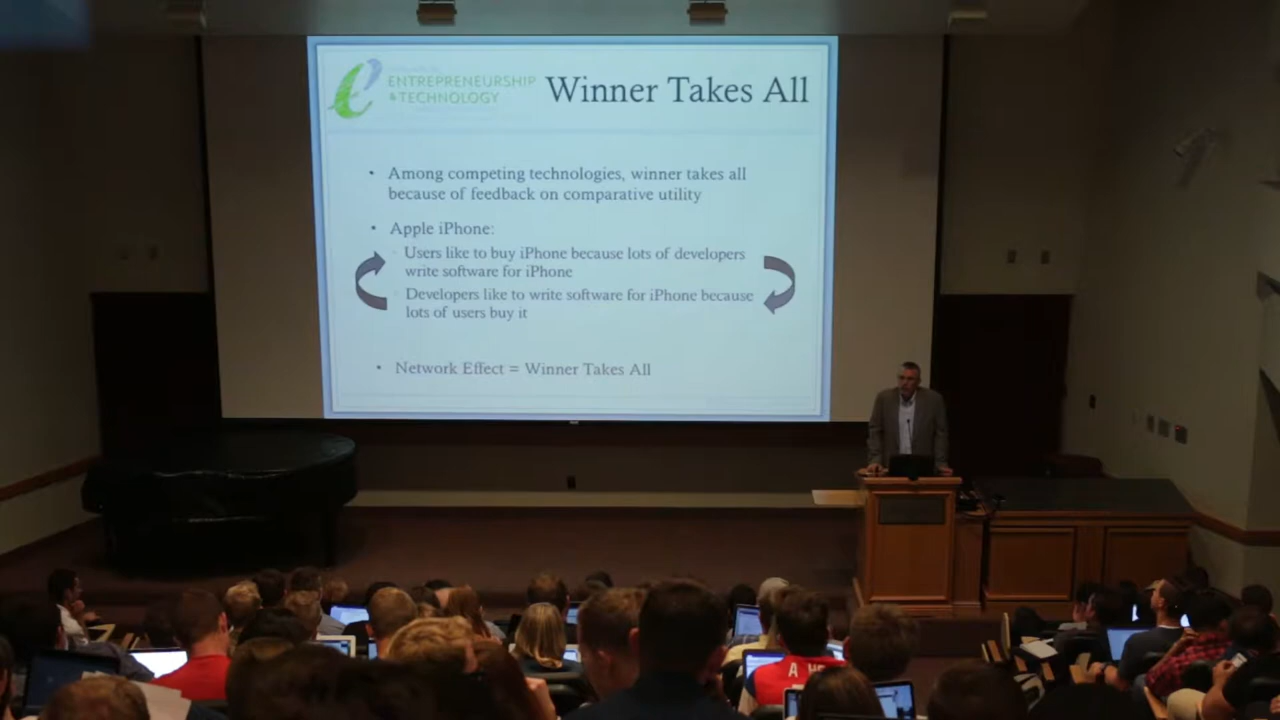 ENTREPRENEURSHIP
& TECHNOLOGY
Winner Takes All
• Among competing technologies, winner takes all
because of feedback on comparative utility
• Apple iPhone:
Users like to buy iPhone because lots of developers
write software for iPhone
Developers like to write software for iPhone because
lots of users buy it
• Network Effect = Winner Takes All